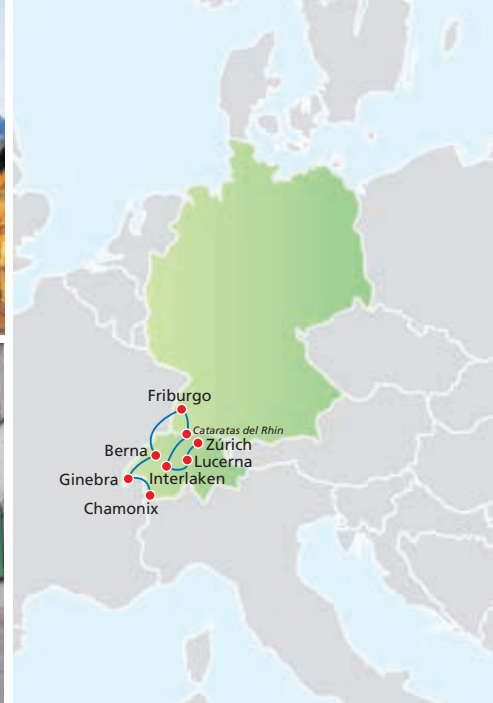 Friburgo
Cataratas del Rhin
Zúrich
Berna
Lucerna
Ginebra
Interlaken
Chamonix